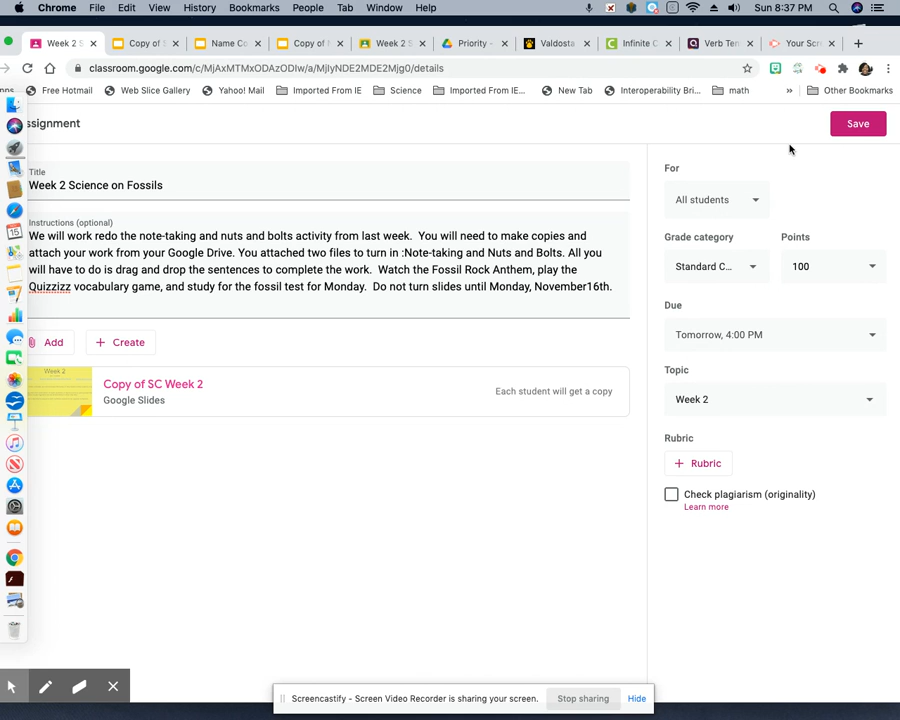 Chrome File Edit View History Bookmarks People Tab Window Help Sun 8:37 PM
Week 2 S Copy of S Name Co Copy of N Week 2 S Priority - Valdosta Infinite C Verb Ten Your Scr
classroom.google.com/c/MjAxMTMxODAzODIw/a/MjIyNDE2MDE2Mjg0/details
Free Hotmail Web Slice Gallery Yahoo! Mail Imported From IE Science Imported From IE... New Tab Interoperability Bri... math » Other Bookmarks
ssignment
Save
Title
Week 2 Science on Fossils
Instructions (optional)
We will work redo the note-taking and nuts and bolts activity from last week. You will need to make copies and
attach your work from your Google Drive. You attached two files to turn in :Note-taking and Nuts and Bolts. All you
will have to do is drag and drop the sentences to complete the work. Watch the Fossil Rock Anthem, play the
Quizzizz vocabulary game, and study for the fossil test for Monday. Do not turn slides until Monday, November16th.
Add + Create
Week 2
Copy of SC Week 2
Google Slides
Each student will get a copy
For
All students
Grade category Points
Standard C... 100
Due
Tomorrow, 4:00 PM
Topic
Week 2
Rubric
+ Rubric
Check plagiarism (originality)
Learn more
Screencastify - Screen Video Recorder is sharing your screen. Stop sharing Hide